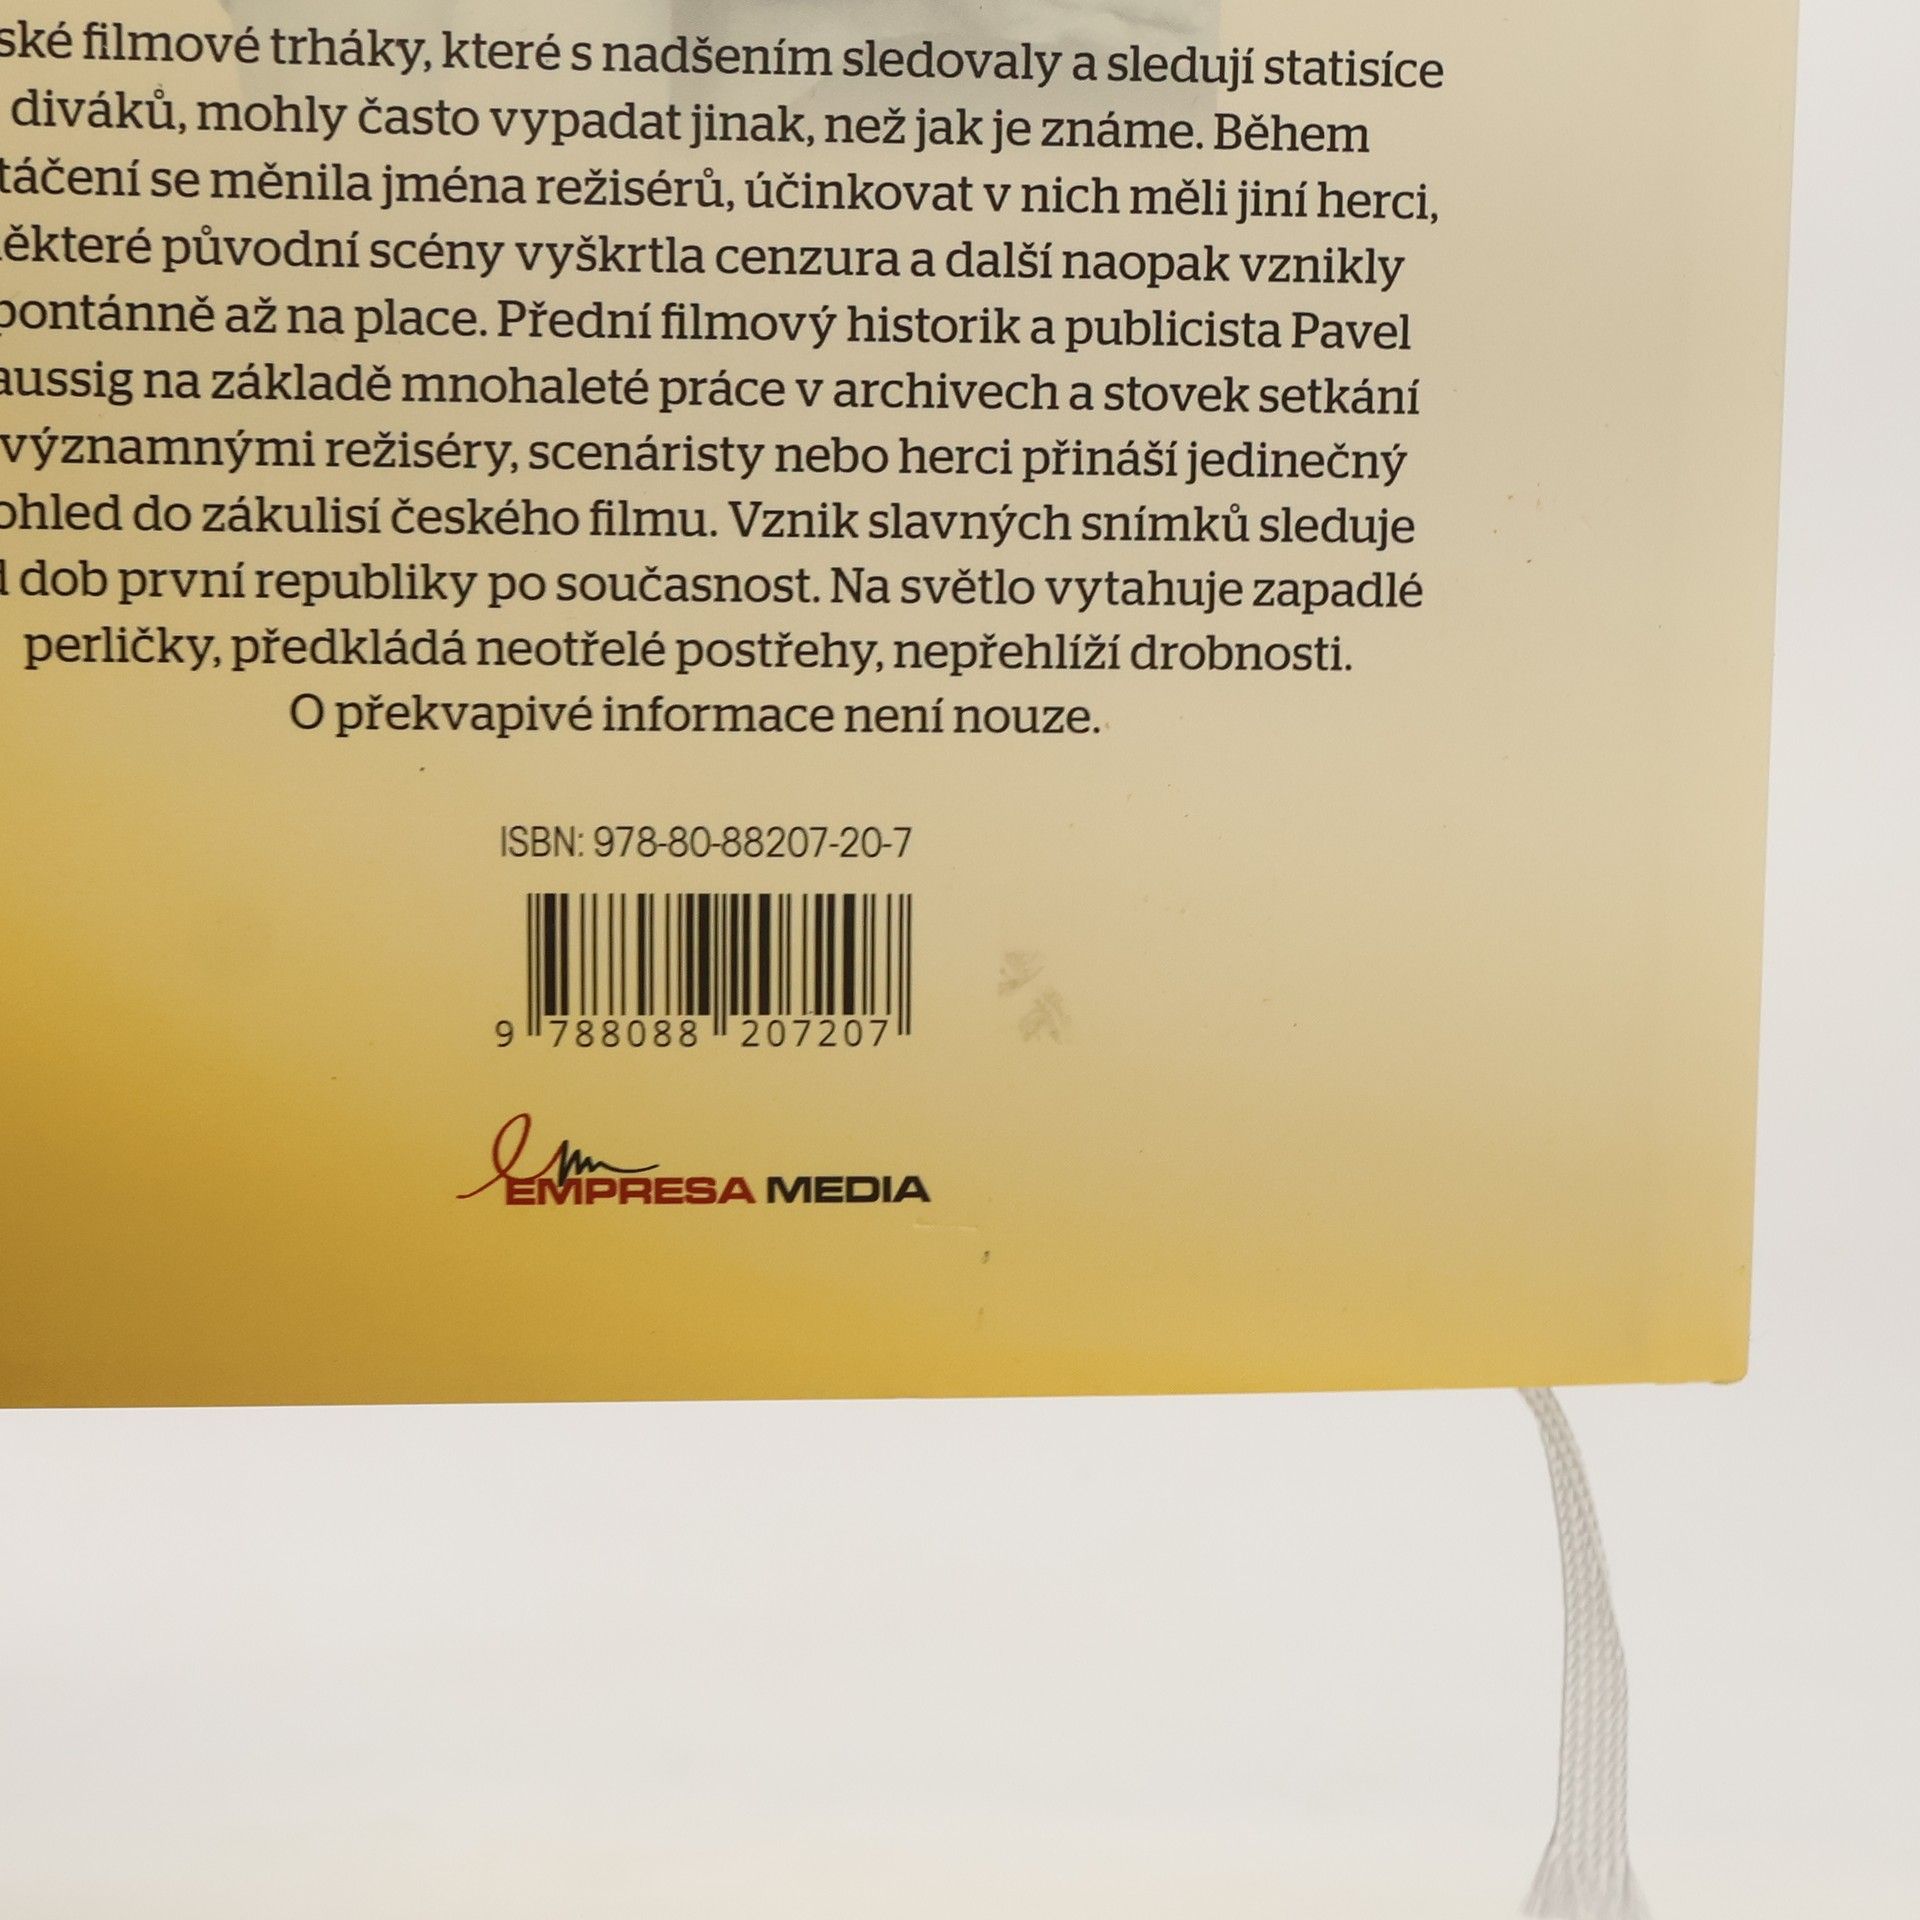 ské filmové trháky, které s nadšením sledovaly a sledují statisíce
diváků, mohly často vypadat jinak, než jak je známe. Během
táčení se měnila jména režisérů, účinkovat v nich měli jiní herci,
ěkteré původní scény vyškrtla cenzura a další naopak vznikly
pontánně až na place. Přední filmový historik a publicista Pavel
aussig na základě mnohaleté práce v archivech a stovek setkání
významnými režiséry, scenáristy nebo herci přináší jedinečný
ohled do zákulisí českého filmu. Vznik slavných snímků sleduje
d dob první republiky po současnost. Na světlo vytahuje zapadlé
perličky, předkládá neotřelé postřehy, nepřehlíží drobnosti.
O překvapivé informace není nouze.
ISBN: 978-80-88207-20-7
9 788088 207207
em
EMPRESA MEDIA